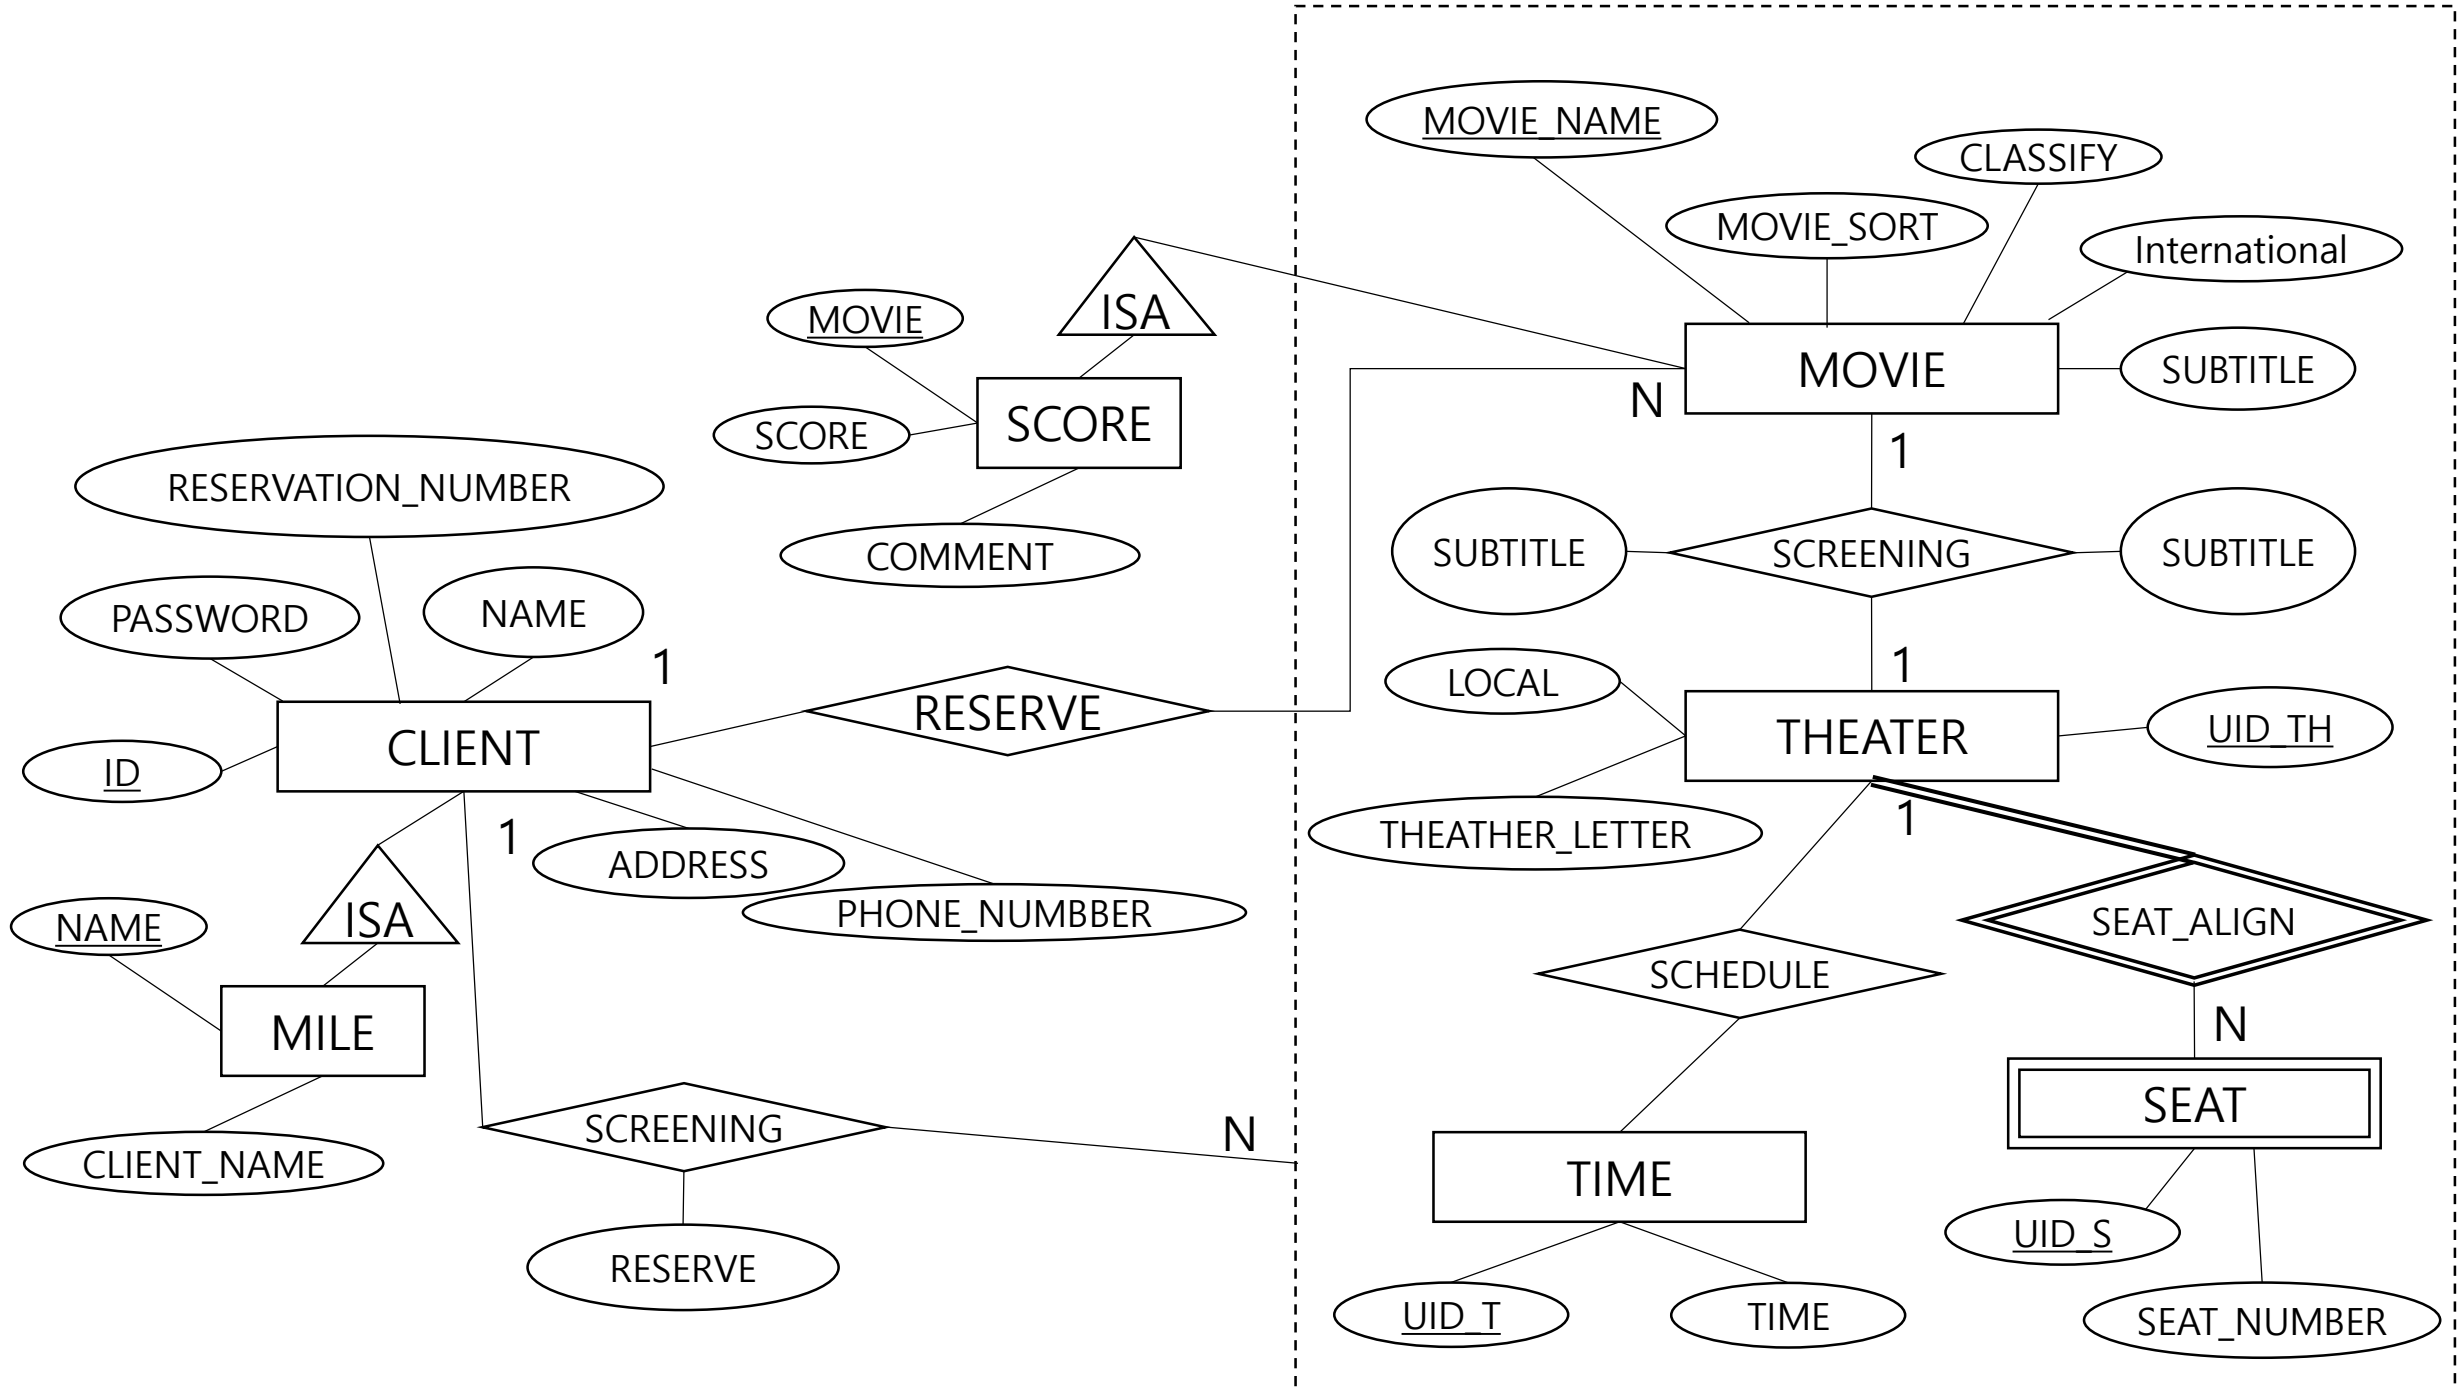 MOVIE_NAME
CLASSIFY
MOVIE_SORT
International
ISA
MOVIE
MOVIE
SUBTITLE
N
SCORE
SCORE
1
RESERVATION_NUMBER
COMMENT
SUBTITLE
SCREENING
SUBTITLE
PASSWORD
NAME
1
1
LOCAL
RESERVE
CLIENT
THEATER
UID_TH
ID
1
1
THEATHER_LETTER
ADDRESS
PHONE_NUMBBER
ISA
NAME
SEAT_ALIGN
SCHEDULE
MILE
N
SCREENING
N
SEAT
CLIENT_NAME
TIME
RESERVE
UID_S
UID_T
TIME
SEAT_NUMBER